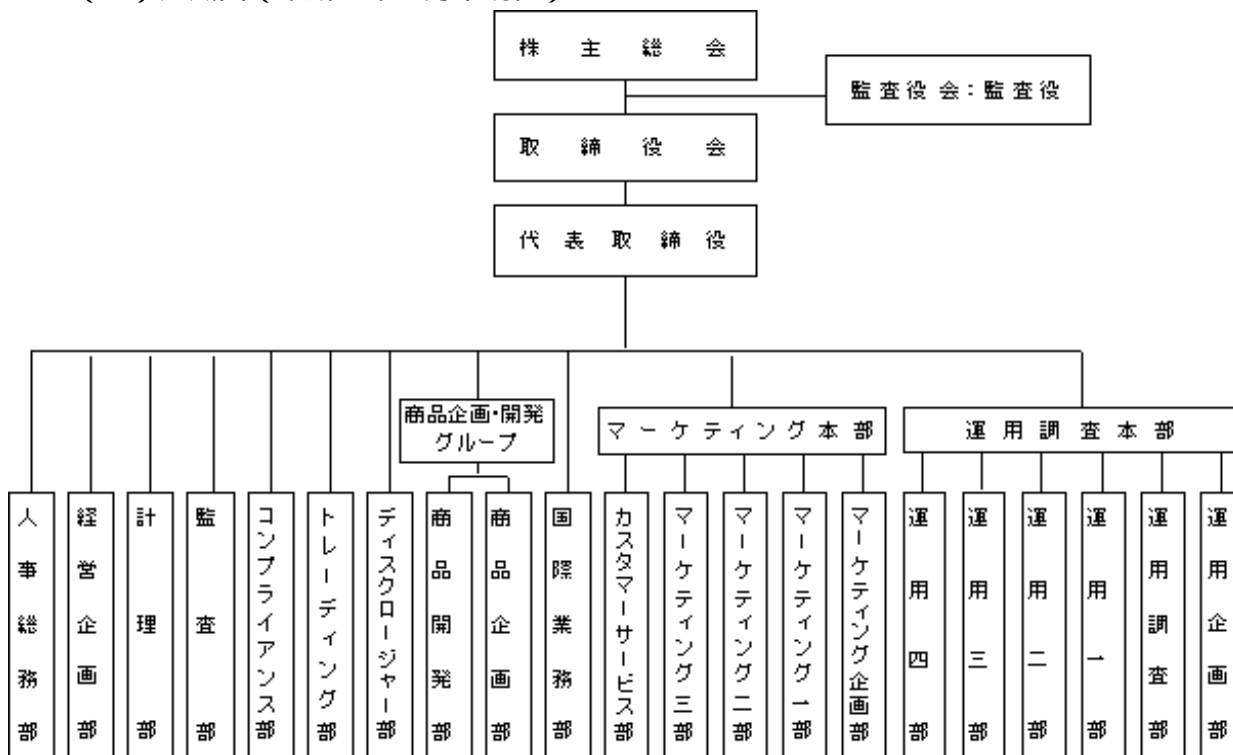 株主総会
監査役会：監査役
取締役会
代表取締役
商品企画・開発
グループ
マーケティング本部
運用調査本部
人事総務部
経営企画部
計理部
監査部
コンプライアンス部
トレーディング部
ディスクロージャー部
商品開発部
商品企画部
国際業務部
カスタマーサービス部
マーケティング三部
マーケティング二部
マーケティング一部
マーケティング企画部
運用四部
運用三部
運用二部
運用一部
運用調査部
運用企画部